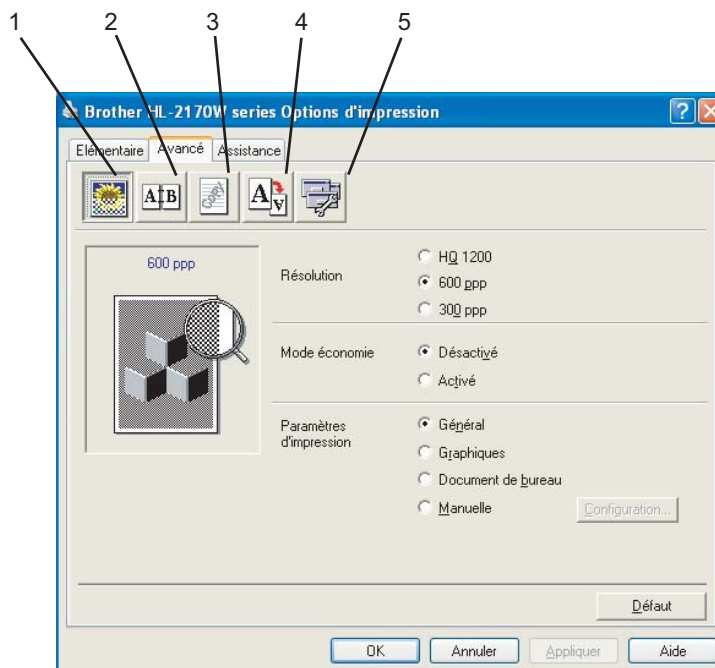 1 2 3 4 5
Brother HL-2170W series Options d'impression
Elémentaire Avancé Assistance
A B Copy A A
600 ppp
Résolution
HQ 1200
600 ppp
300 ppp
Mode économie
Désactivé
Activé
Paramètres
d'impression
Général
Graphiques
Document de bureau
Manuelle
Configuration...
Défaut
OK Annuler Appliquer Aide